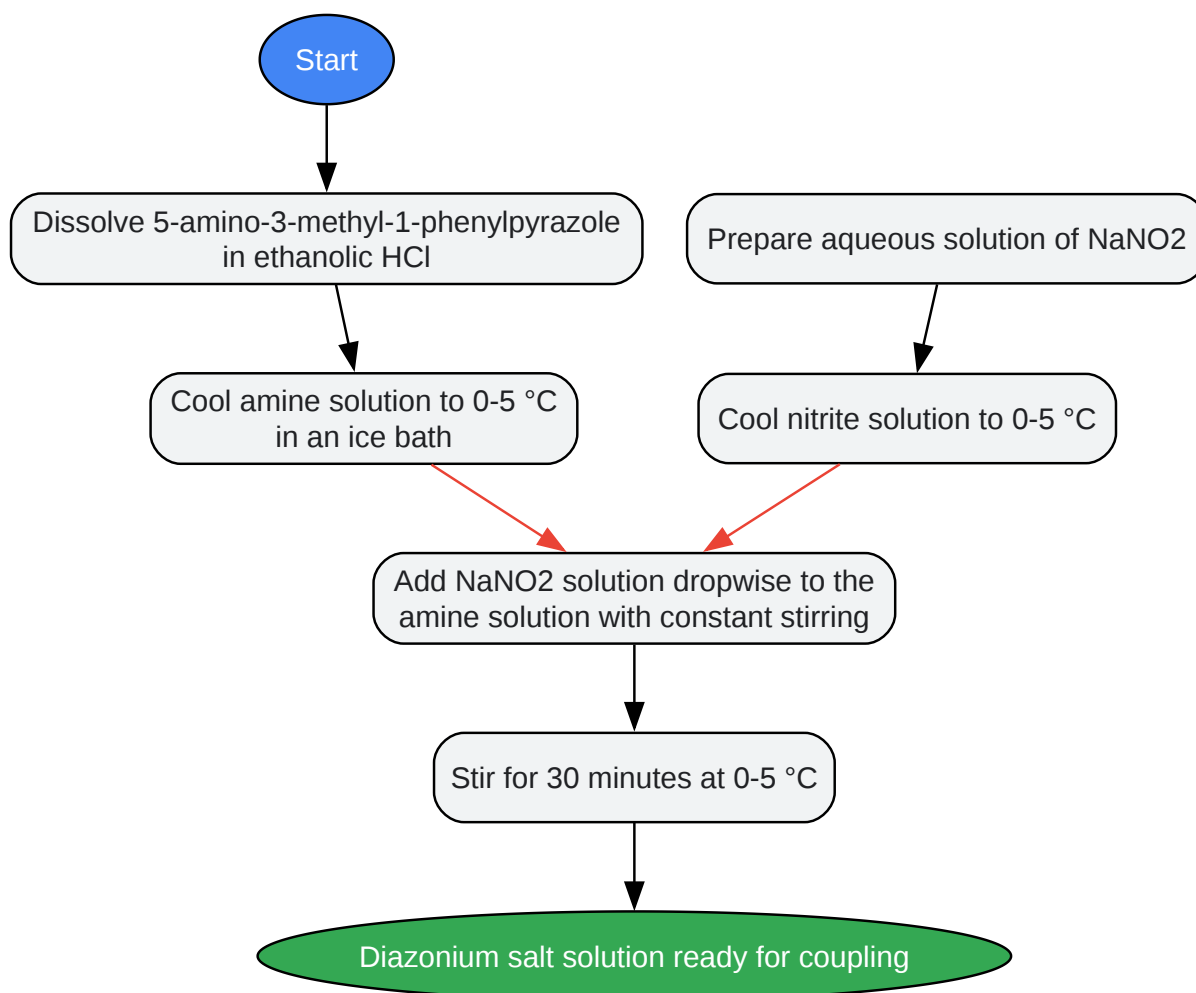 Start
Dissolve 5-amino-3-methyl-1-phenylpyrazole
in ethanolic HCl
Prepare aqueous solution of NaNO2
Cool amine solution to 0-5 °C
in an ice bath
Cool nitrite solution to 0-5 °C
Add NaNO2 solution dropwise to the
amine solution with constant stirring
Stir for 30 minutes at 0-5 °C
Diazonium salt solution ready for coupling